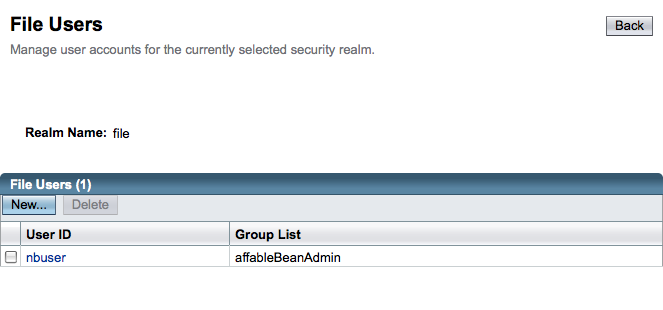 File Users
Back
Manage user accounts for the currently selected security realm.
Realm Name: file
File Users (1)
New... Delete
User ID Group List
nbuser affableBeanAdmin